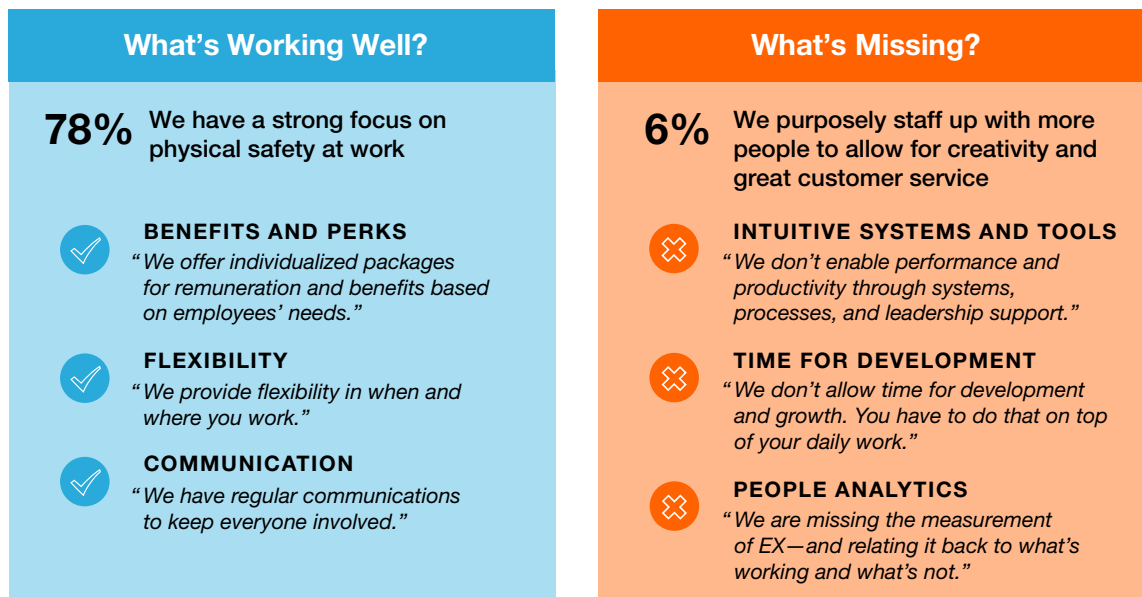 What's Working Well?
78% We have a strong focus on
physical safety at work
BENEFITS AND PERKS
“We offer individualized packages
for remuneration and benefits based
on employees’ needs.”
FLEXIBILITY
“We provide flexibility in when and
where you work.”
COMMUNICATION
“We have regular communications
to keep everyone involved.”
What's Missing?
6% We purposely staff up with more
people to allow for creativity and
great customer service
INTUITIVE SYSTEMS AND TOOLS
“We don’t enable performance and
productivity through systems,
processes, and leadership support.”
TIME FOR DEVELOPMENT
“We don’t allow time for development
and growth. You have to do that on top
of your daily work.”
PEOPLE ANALYTICS
“We are missing the measurement
of EX—and relating it back to what’s
working and what’s not.”